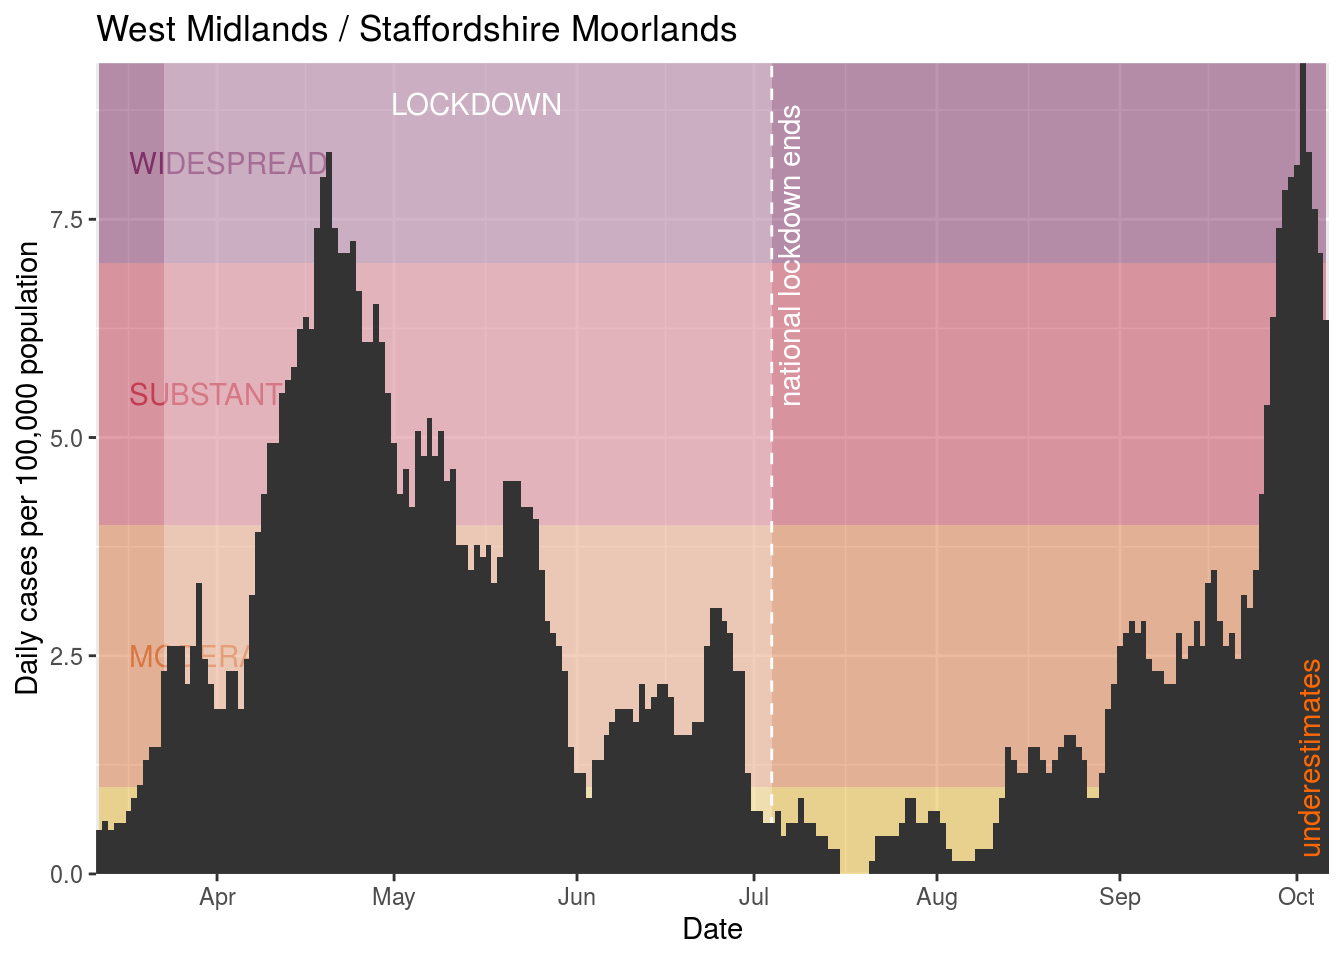 West Midlands / Staffordshire Moorlands
LOCKDOWN
WIDESPREAD
national lockdown ends
SUBSTANT
MODERA
underestimates
Daily cases per 100,000 population
7.5
5.0
2.5
0.0
Apr May Jun Jul Aug Sep Oct
Date